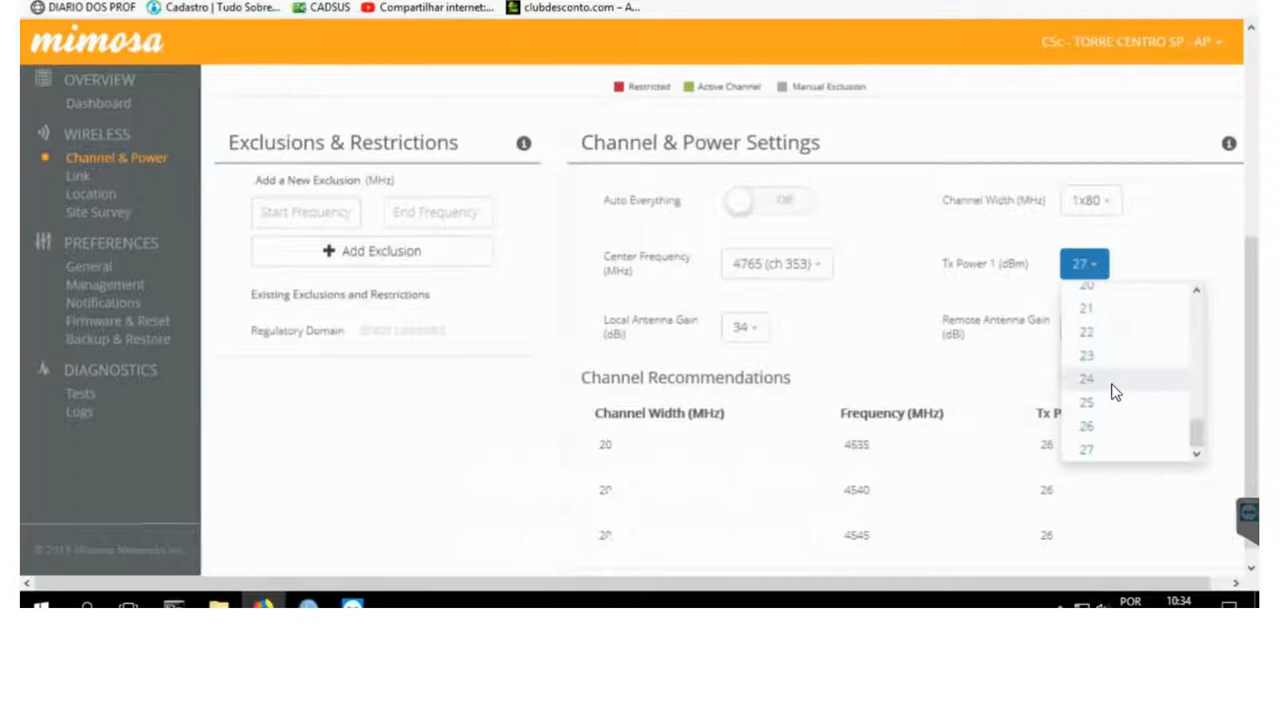 DIARIO DOS PROF Cadastro | Tudo Sobre... CADSUS Compartilhar internet:... clubdesconto.com – A...
mimosa
C5c - TORRE CENTRO SP - AP
OVERVIEW
Dashboard
WIRELESS
Channel & Power
Link
Location
Site Survey
PREFERENCES
General
Management
Notifications
Firmware & Reset
Backup & Restore
DIAGNOSTICS
Tests
Logs
Restricted Active Channel Manual Exclusion
Exclusions & Restrictions
Add a New Exclusion (MHz)
Start Frequency End Frequency
Add Exclusion
Existing Exclusions and Restrictions
Regulatory Domain
Channel & Power Settings
Auto Everything Off Channel Width (MHz) 1x80
Center Frequency (MHz) 4765 (ch 353) Tx Power 1 (dBm) 27
20
21
22
23
24
25
26
27
Local Antenna Gain (dBi) 34 Remote Antenna Gain (dBi)
Channel Recommendations
Channel Width (MHz) Frequency (MHz) Tx P
20 4535 26
20 4540 26
20 4545 26
POR 10:34